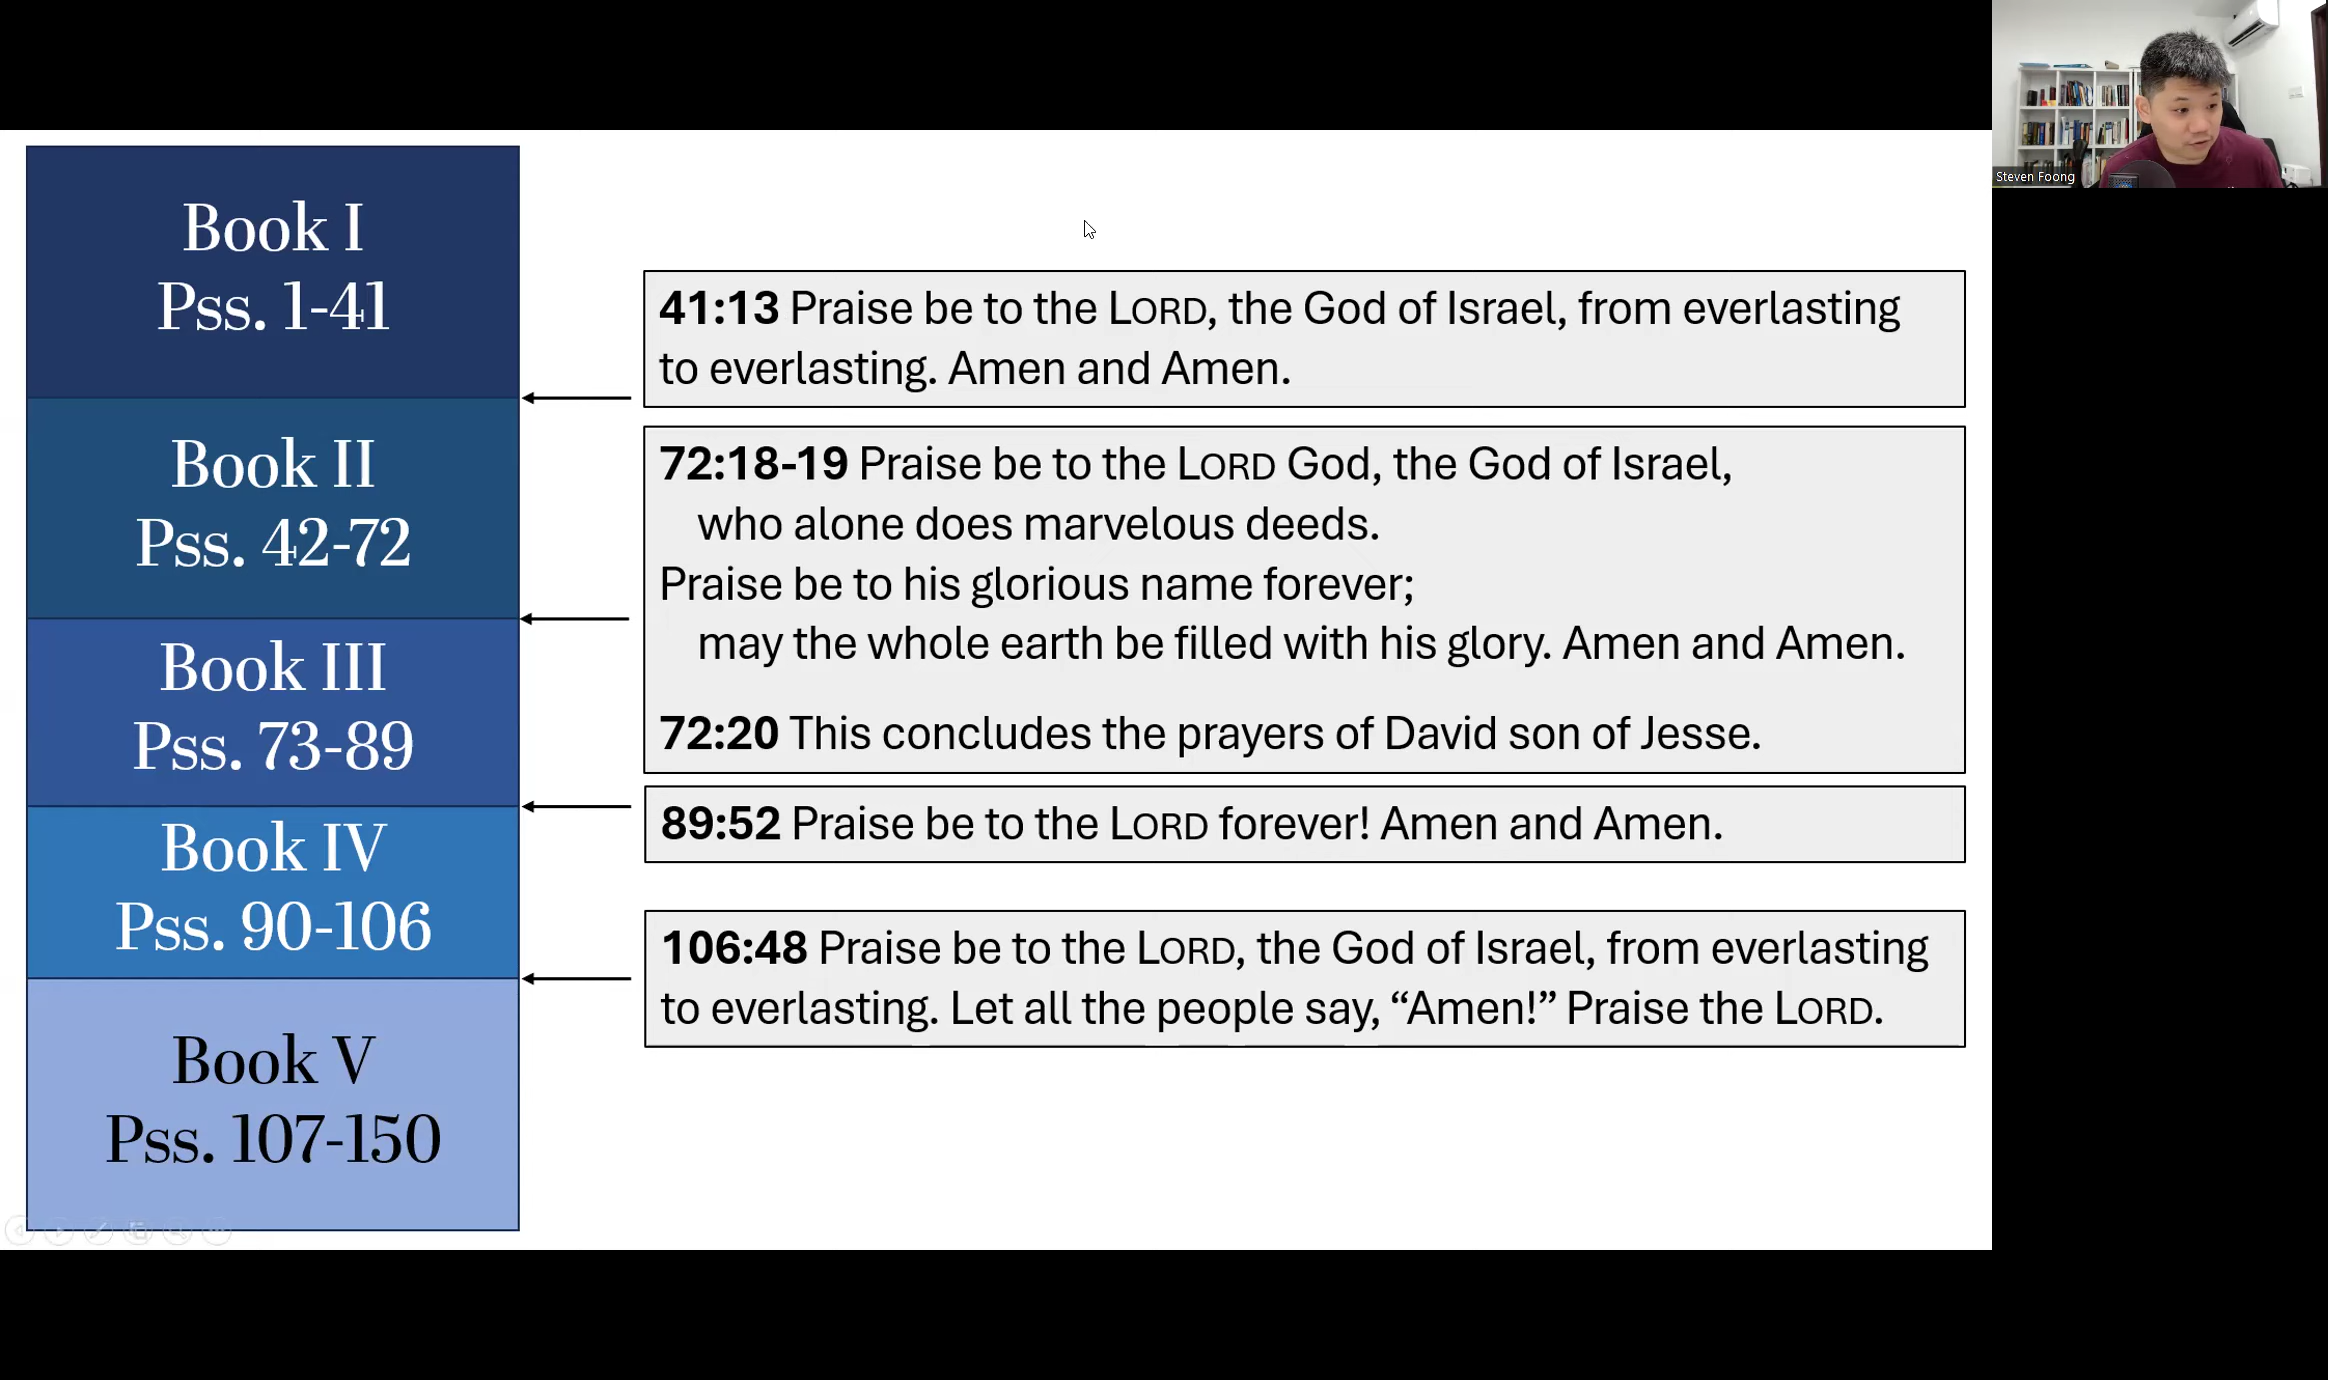 Book I
Pss. 1-41
Book II
Pss. 42-72
Book III
Pss. 73-89
Book IV
Pss. 90-106
Book V
Pss. 107-150
41:13 Praise be to the LORD, the God of Israel, from everlasting
to everlasting. Amen and Amen.
72:18-19 Praise be to the LORD God, the God of Israel,
who alone does marvelous deeds.
Praise be to his glorious name forever;
may the whole earth be filled with his glory. Amen and Amen.
72:20 This concludes the prayers of David son of Jesse.
89:52 Praise be to the LORD forever! Amen and Amen.
106:48 Praise be to the LORD, the God of Israel, from everlasting
to everlasting. Let all the people say, “Amen!” Praise the LORD.
Steven Foong